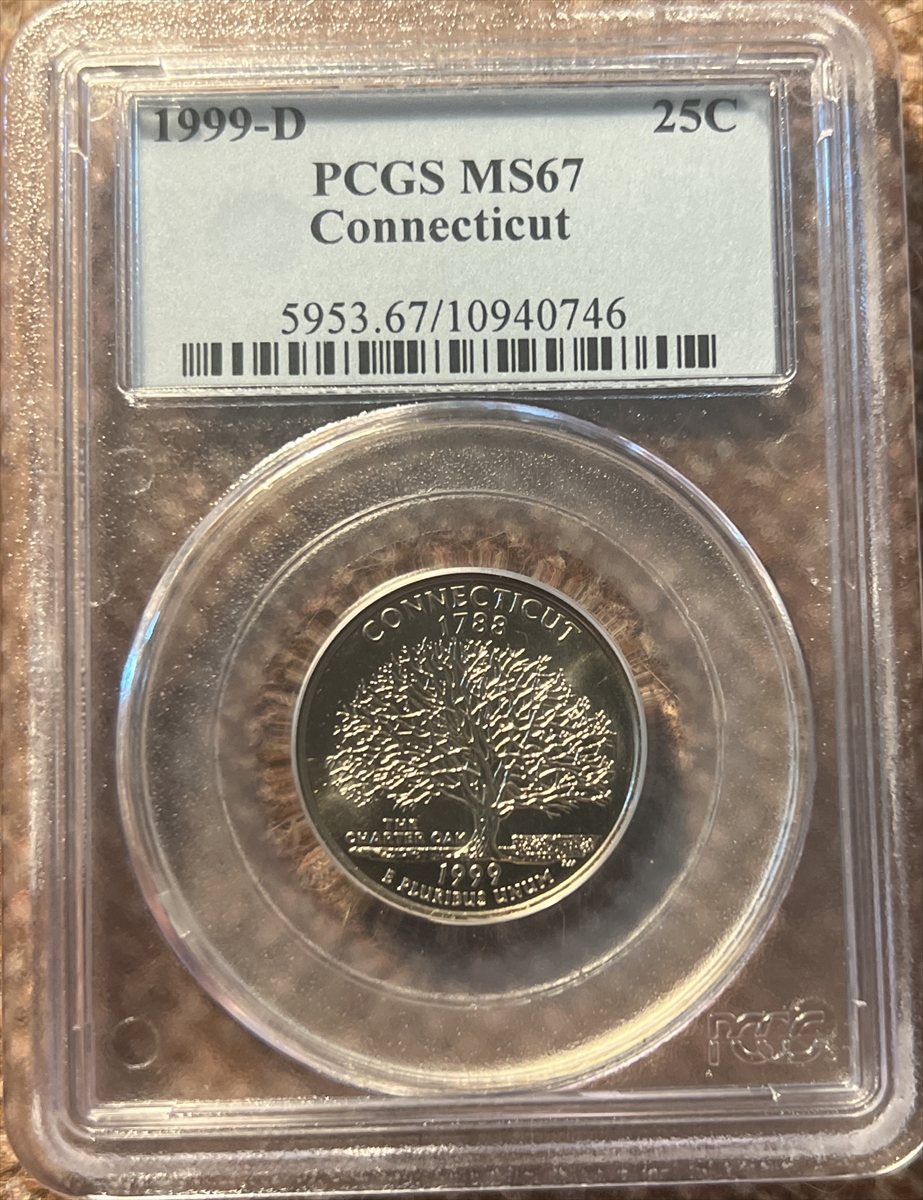 1999-D 25C
PCGS MS67
Connecticut
5953.67/10940746
CONNECTICUT
1788
THE
CHARTER OAK
1999
E PLURIBUS UNUM
PCGS